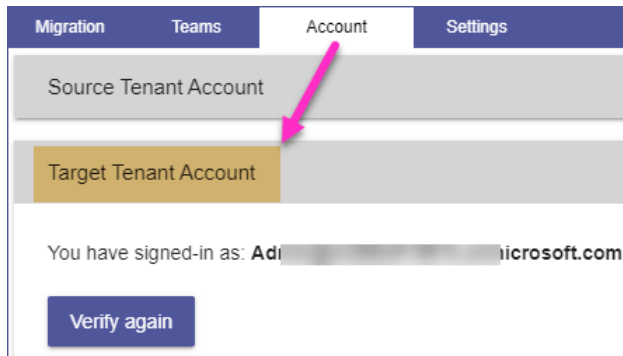 Migration Teams Account Settings
Source Tenant Account
Target Tenant Account
You have signed-in as:
Verify again